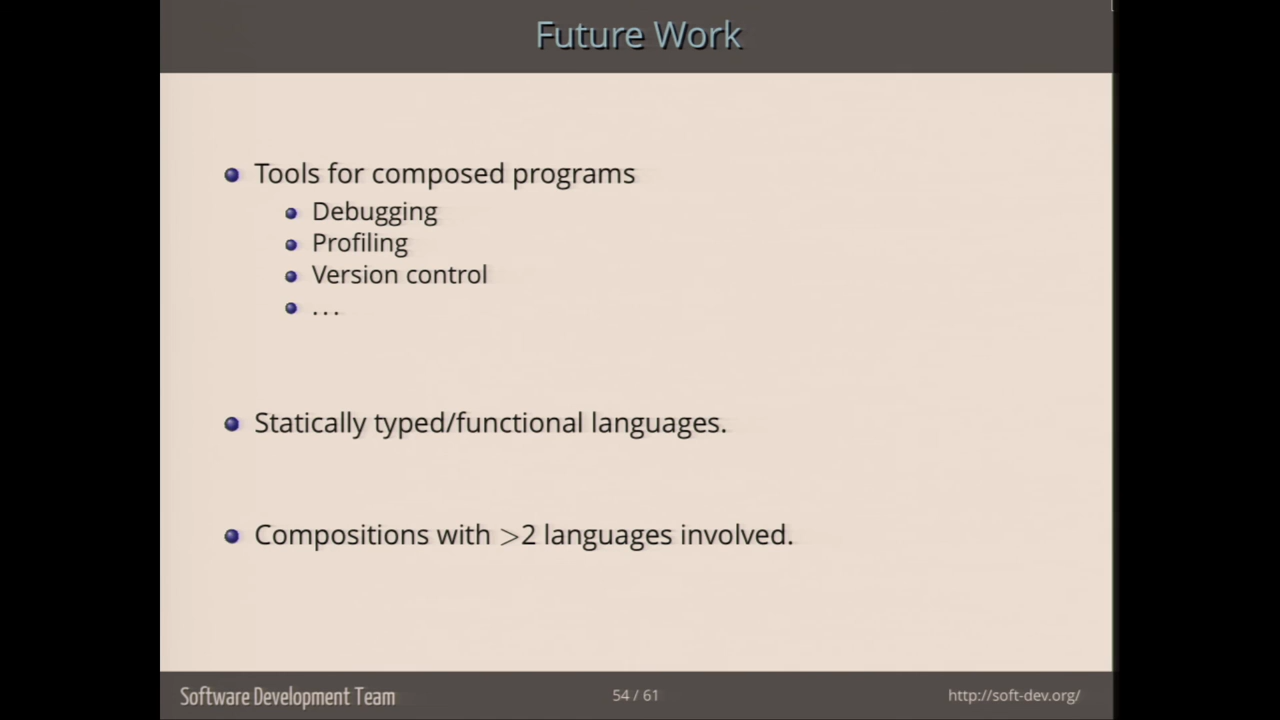 Future Work
Tools for composed programs
Debugging
Profiling
Version control
...
Statically typed/functional languages.
Compositions with >2 languages involved.
Software Development Team
54 / 61
http://soft-dev.org/